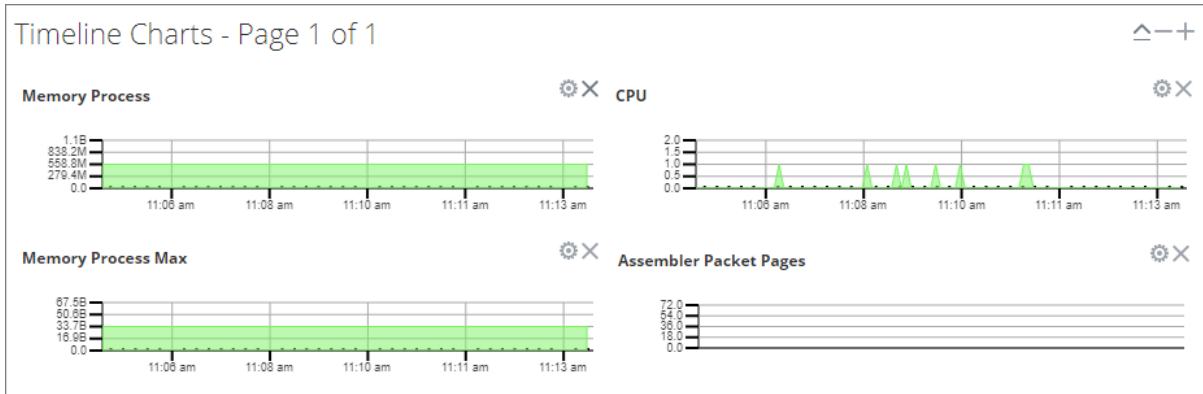 Timeline Charts - Page 1 of 1
Memory Process
1.1B
838.2M
558.8M
279.4M
0.0
11:06 am 11:08 am 11:10 am 11:11 am 11:13 am
CPU
2.0
1.5
1.0
0.5
0.0
11:06 am 11:08 am 11:10 am 11:11 am 11:13 am
Memory Process Max
67.5B
50.6B
33.7B
16.9B
0.0
11:06 am 11:08 am 11:10 am 11:11 am 11:13 am
Assembler Packet Pages
72.0
54.0
36.0
18.0
0.0